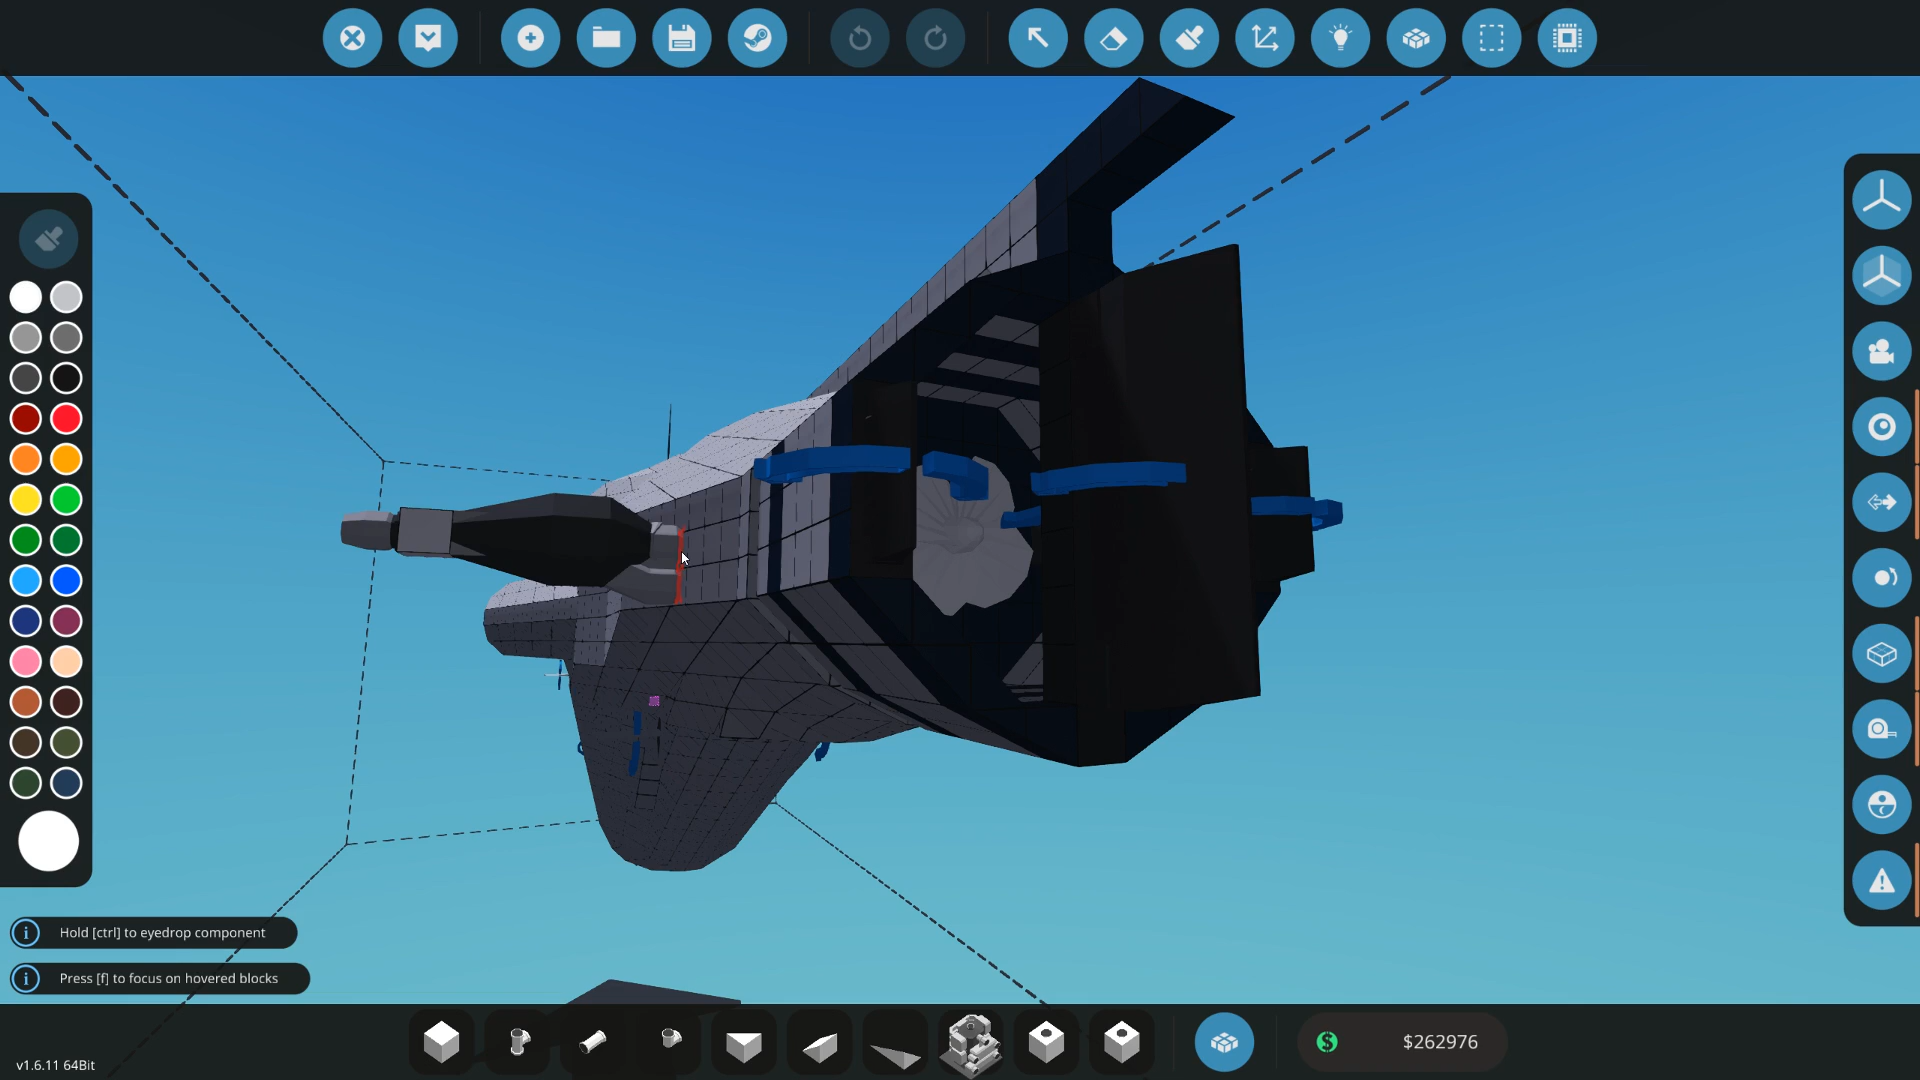 Hold [ctrl] to eyedrop component
Press [f] to focus on hovered blocks
$262976
v1.6.11 64Bit